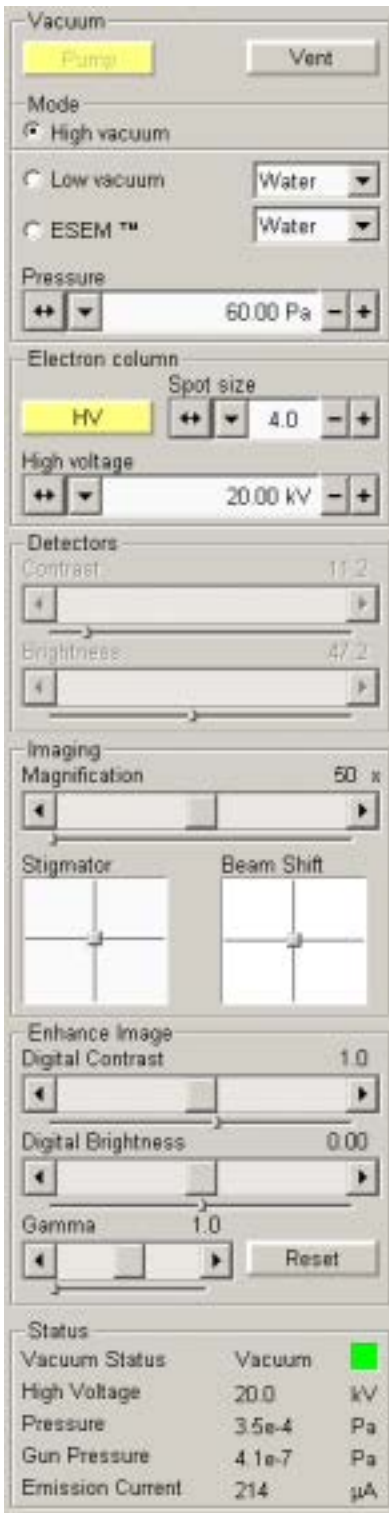 Vacuum
Pump Vent
Mode
High vacuum
Low vacuum Water
ESEM ™ Water
Pressure
60.00 Pa - +
Electron column
Spot size
HV 4.0 - +
High voltage
20.00 kV - +
Detectors
Contrast 11.2
Brightness 47.2
Imaging
Magnification 50 x
Stigmator Beam Shift
Enhance Image
Digital Contrast 1.0
Digital Brightness 0.00
Gamma 1.0
Reset
Status
Vacuum Status Vacuum
High Voltage 20.0 kV
Pressure 3.5e-4 Pa
Gun Pressure 4.1e-7 Pa
Emission Current 214 µA